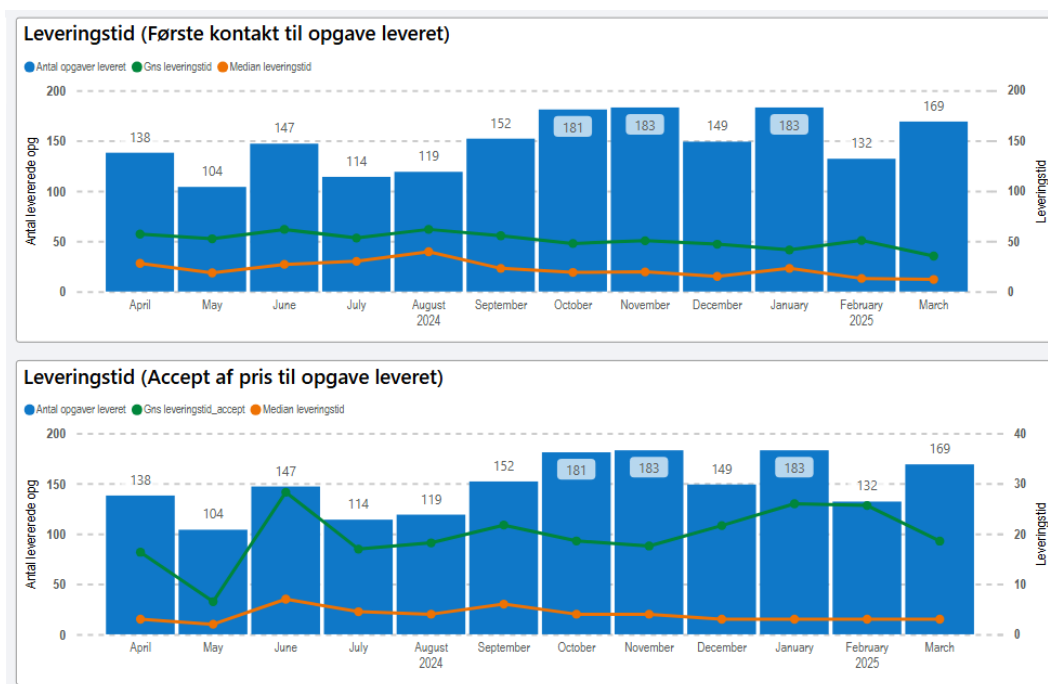 Leveringstid (Første kontakt til opgave leveret)
Antal opgaver leveret Gns leveringstid Median leveringstid
200 200
150 150
100 100
50 50
0 0
Antal levererede opg
Leveringstid
138 104 147 114 119 152 181 183 149 183 132 169
April May June July August September October November December January February March
2024 2025
Leveringstid (Accept af pris til opgave leveret)
Antal opgaver leveret Gns leveringstid_accept Median leveringstid
200 40
150 30
100 20
50 10
0 0
Antal levererede opg
Leveringstid
138 104 147 114 119 152 181 183 149 183 132 169
April May June July August September October November December January February March
2024 2025